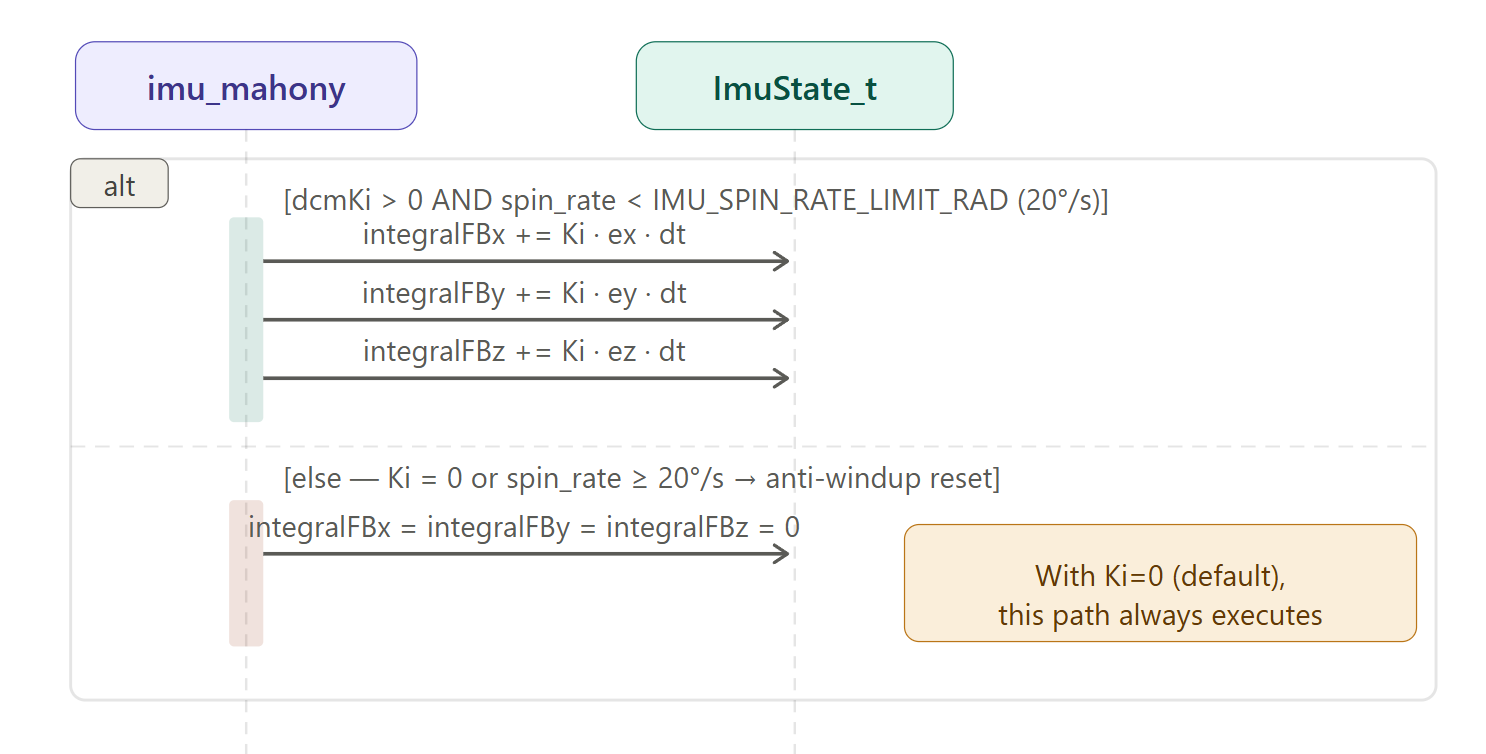 imu_mahony
ImuState_t
alt
[dcmKi > 0 AND spin_rate < IMU_SPIN_RATE_LIMIT_RAD (20°/s)]
integralFBx += Ki · ex · dt
integralFBy += Ki · ey · dt
integralFBz += Ki · ez · dt
[else — Ki = 0 or spin_rate ≥ 20°/s → anti-windup reset]
integralFBx = integralFBy = integralFBz = 0
With Ki=0 (default),
this path always executes